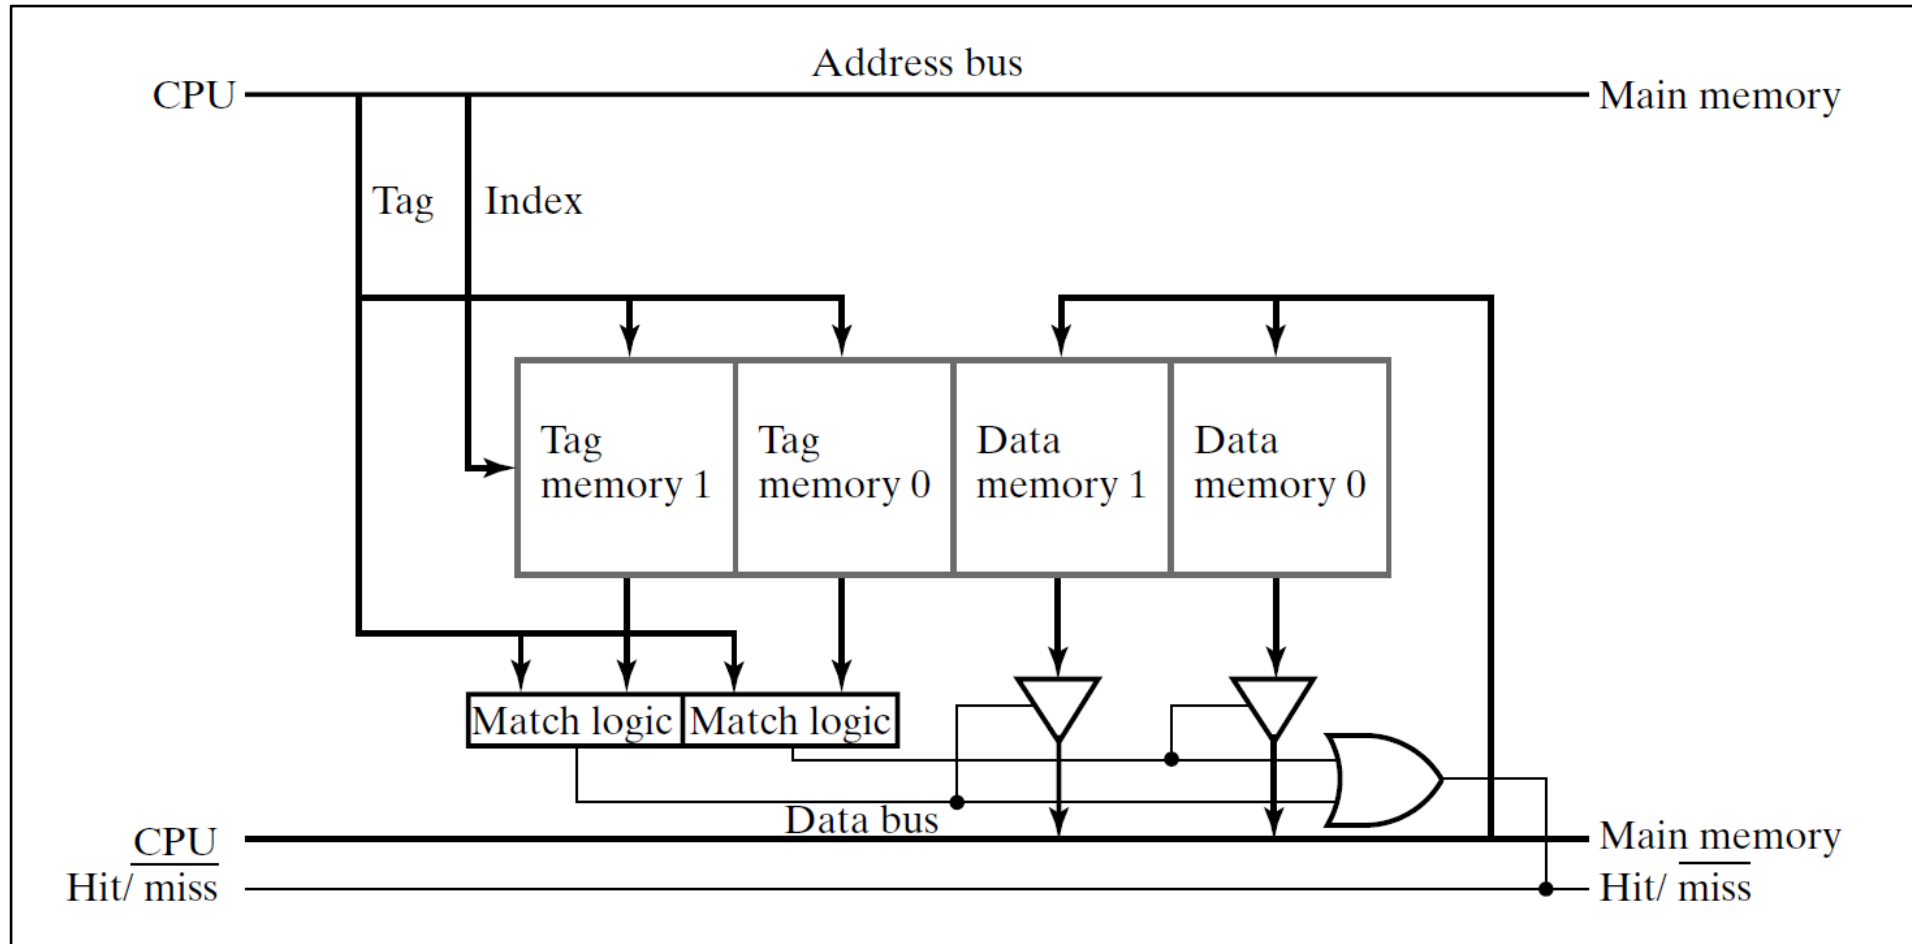 Address bus
CPU
Main memory
Tag
Index
Tag
memory 1
Tag
memory 0
Data
memory 1
Data
memory 0
Match logic
Match logic
Data bus
CPU
Main memory
Hit/ miss
Hit/ miss